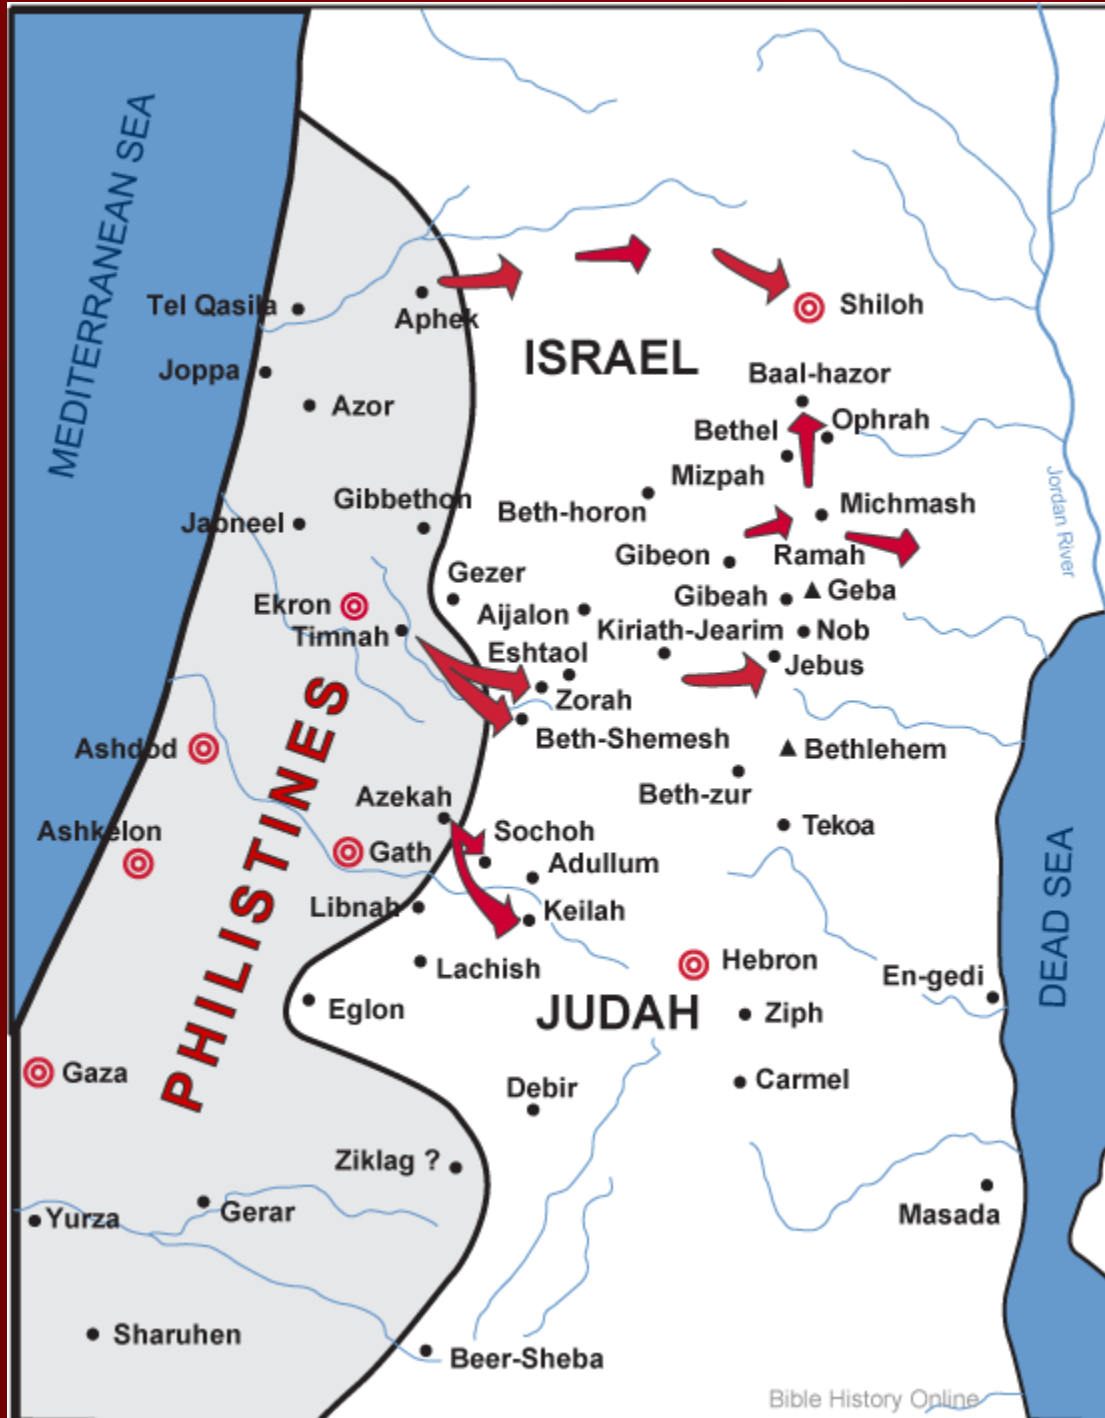 MEDITERRANEAN SEA
Tel Qasila
Aphek
Shiloh
ISRAEL
Joppa
Baal-hazor
Azor
Ophrah
Bethel
Mizpah
Gibbethon
Beth-horon
Michmash
Jordan River
Jabneel
Gibeon
Ramah
Gezer
Geba
Ekron
Aijalon
Gibeah
Timnah
Kiriath-Jearim
Nob
Eshtaol
Jebus
Zorah
PHILISTINES
Beth-Shemesh
Ashdod
Bethlehem
Beth-zur
Azekah
Ashkelon
Sochoh
Tekoa
Gath
Adullum
DEAD SEA
Libnah
Keilah
Lachish
Hebron
En-gedi
Eglon
JUDAH
Ziph
Gaza
Debir
Carmel
Ziklag ?
Yurza
Gerar
Masada
Sharuhen
Beer-Sheba
Bible History Online